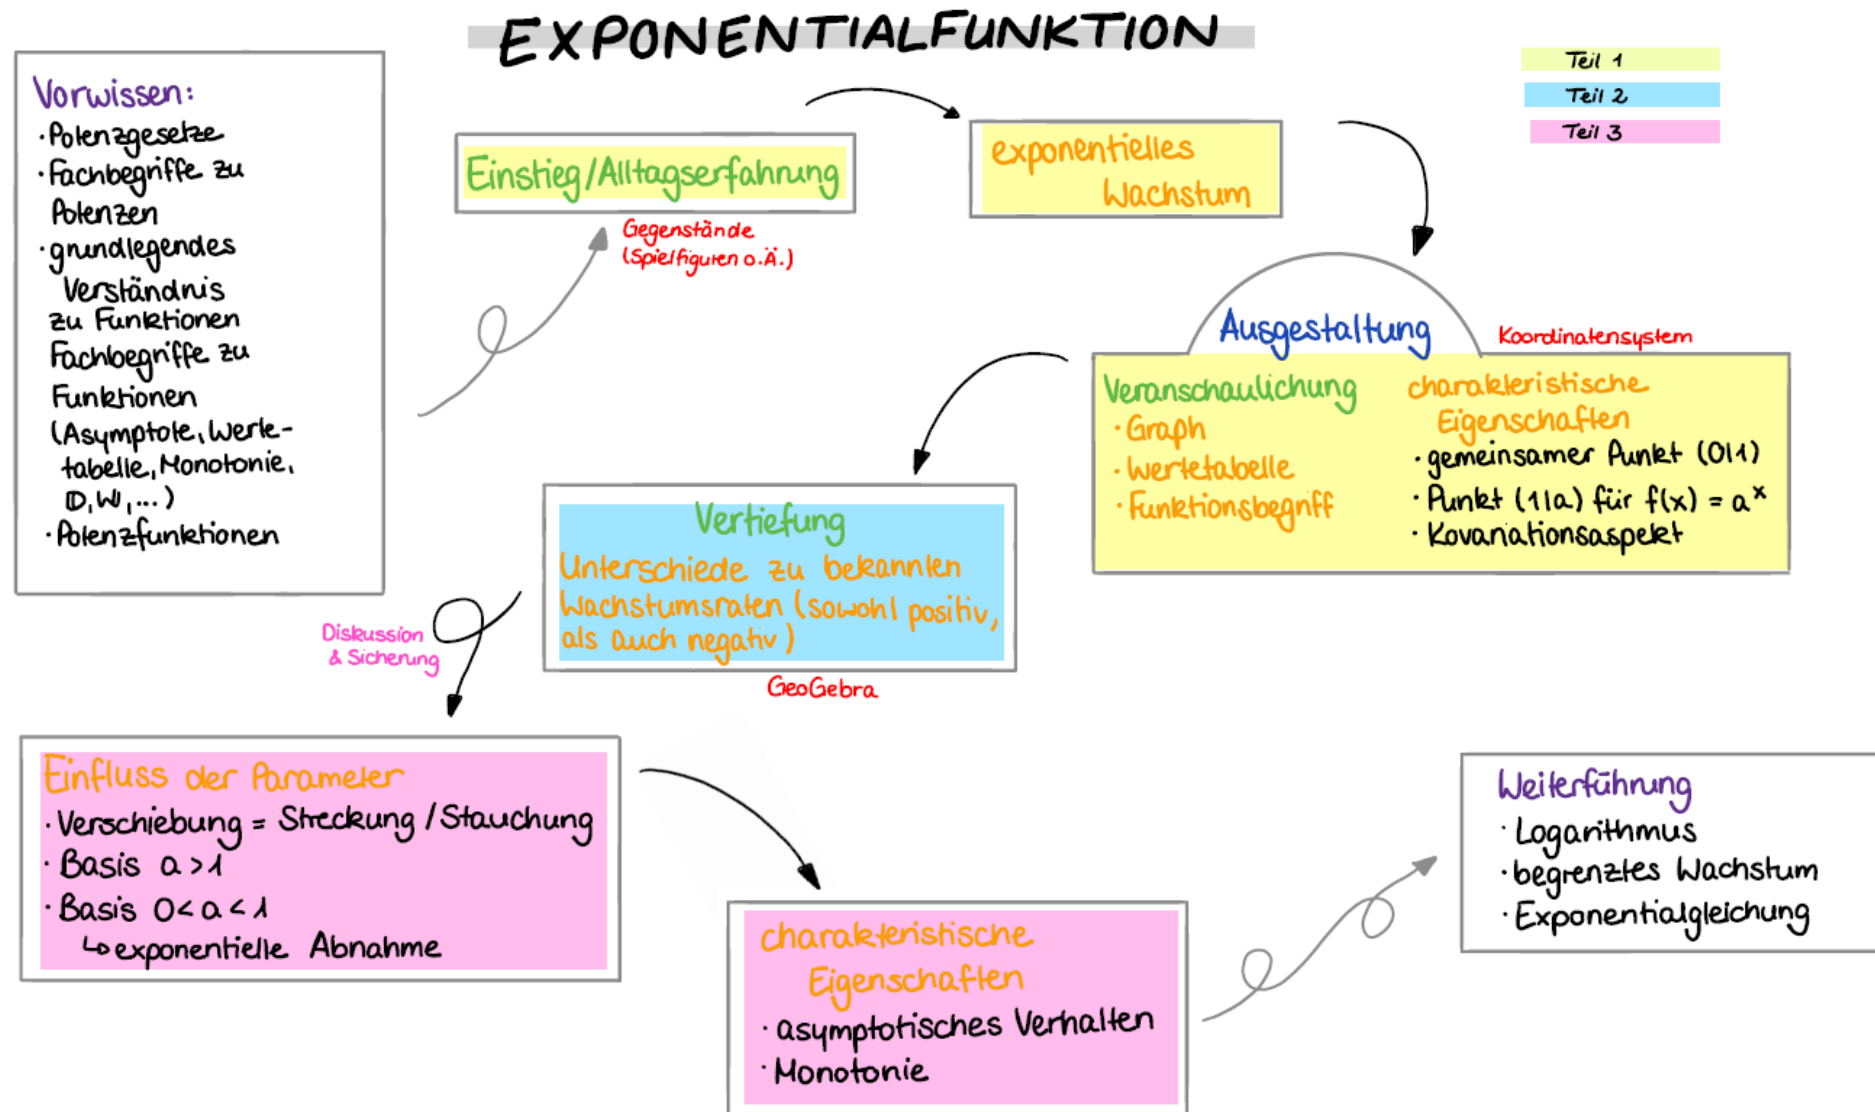 EXPONENTIALFUNKTION
Teil 1
Teil 2
Teil 3
Vorwissen:
· Potenzgesetze
· Fachbegriffe zu
Potenzen
· grundlegendes
Verständnis
zu Funktionen
Fachbegriffe zu
Funktionen
(Asymptote, Werte-
tabelle, Monotonie,
D, W, ...)
· Potenzfunktionen
Einstieg/Alltagserfahrung
Gegenstände
(Spielfiguren o.Ä.)
exponentielles
Wachstum
Ausgestaltung
Koordinatensystem
Veranschaulichung
· Graph
· Wertetabelle
· Funktionsbegriff
charakteristische
Eigenschaften
· gemeinsamer Punkt (0|1)
· Punkt (1|a) für f(x) = aˣ
· Kovariationsaspekt
Vertiefung
Unterschiede zu bekannten
Wachstumsraten (sowohl positiv,
als auch negativ)
GeoGebra
Diskussion
& Sicherung
Einfluss der Parameter
· Verschiebung = Streckung / Stauchung
· Basis a > 1
· Basis 0 < a < 1
↳ exponentielle Abnahme
charakteristische
Eigenschaften
· asymptotisches Verhalten
· Monotonie
Weiterführung
· Logarithmus
· begrenztes Wachstum
· Exponentialgleichung